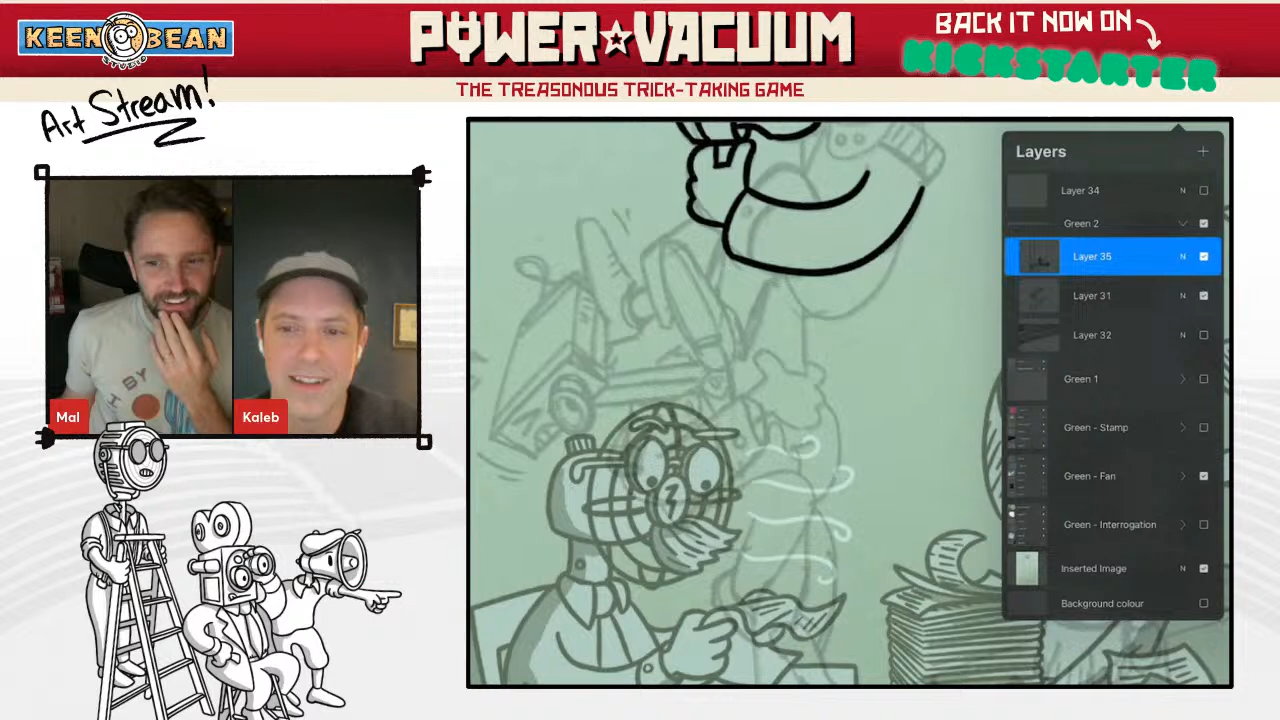 KEEN BEAN
STUDIO
POWER VACUUM
THE TREASONOUS TRICK-TAKING GAME
BACK IT NOW ON
KICKSTARTER
Art Stream!
H BY
Mal
Kaleb
Layers
Layer 34 N
Green 2
Layer 35 N
Layer 31 N
Layer 32 N
Green 1
Green - Stamp
Green - Fan
Green - Interrogation
Inserted Image N
Background colour